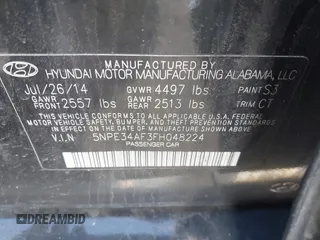 HYUNDAI MOTOR MANUFACTURING ALABAMA, LLC
Jul/26/14 GVWR 4497 lbs PAINT S3
GAWR FRONT 2557 lbs GAWR REAR 2513 lbs TRIM CT
THIS VEHICLE CONFORMS TO ALL APPLICABLE U.S.
FEDERAL MOTOR VEHICLE SAFETY, BUMPER, AND
THEFT PREVENTION STANDARDS IN EFFECT ON THE
DATE OF MANUFACTURE SHOWN ABOVE.
V.I.N 5NPE34AF3FH048224
PASSENGER CAR
DREAMBID